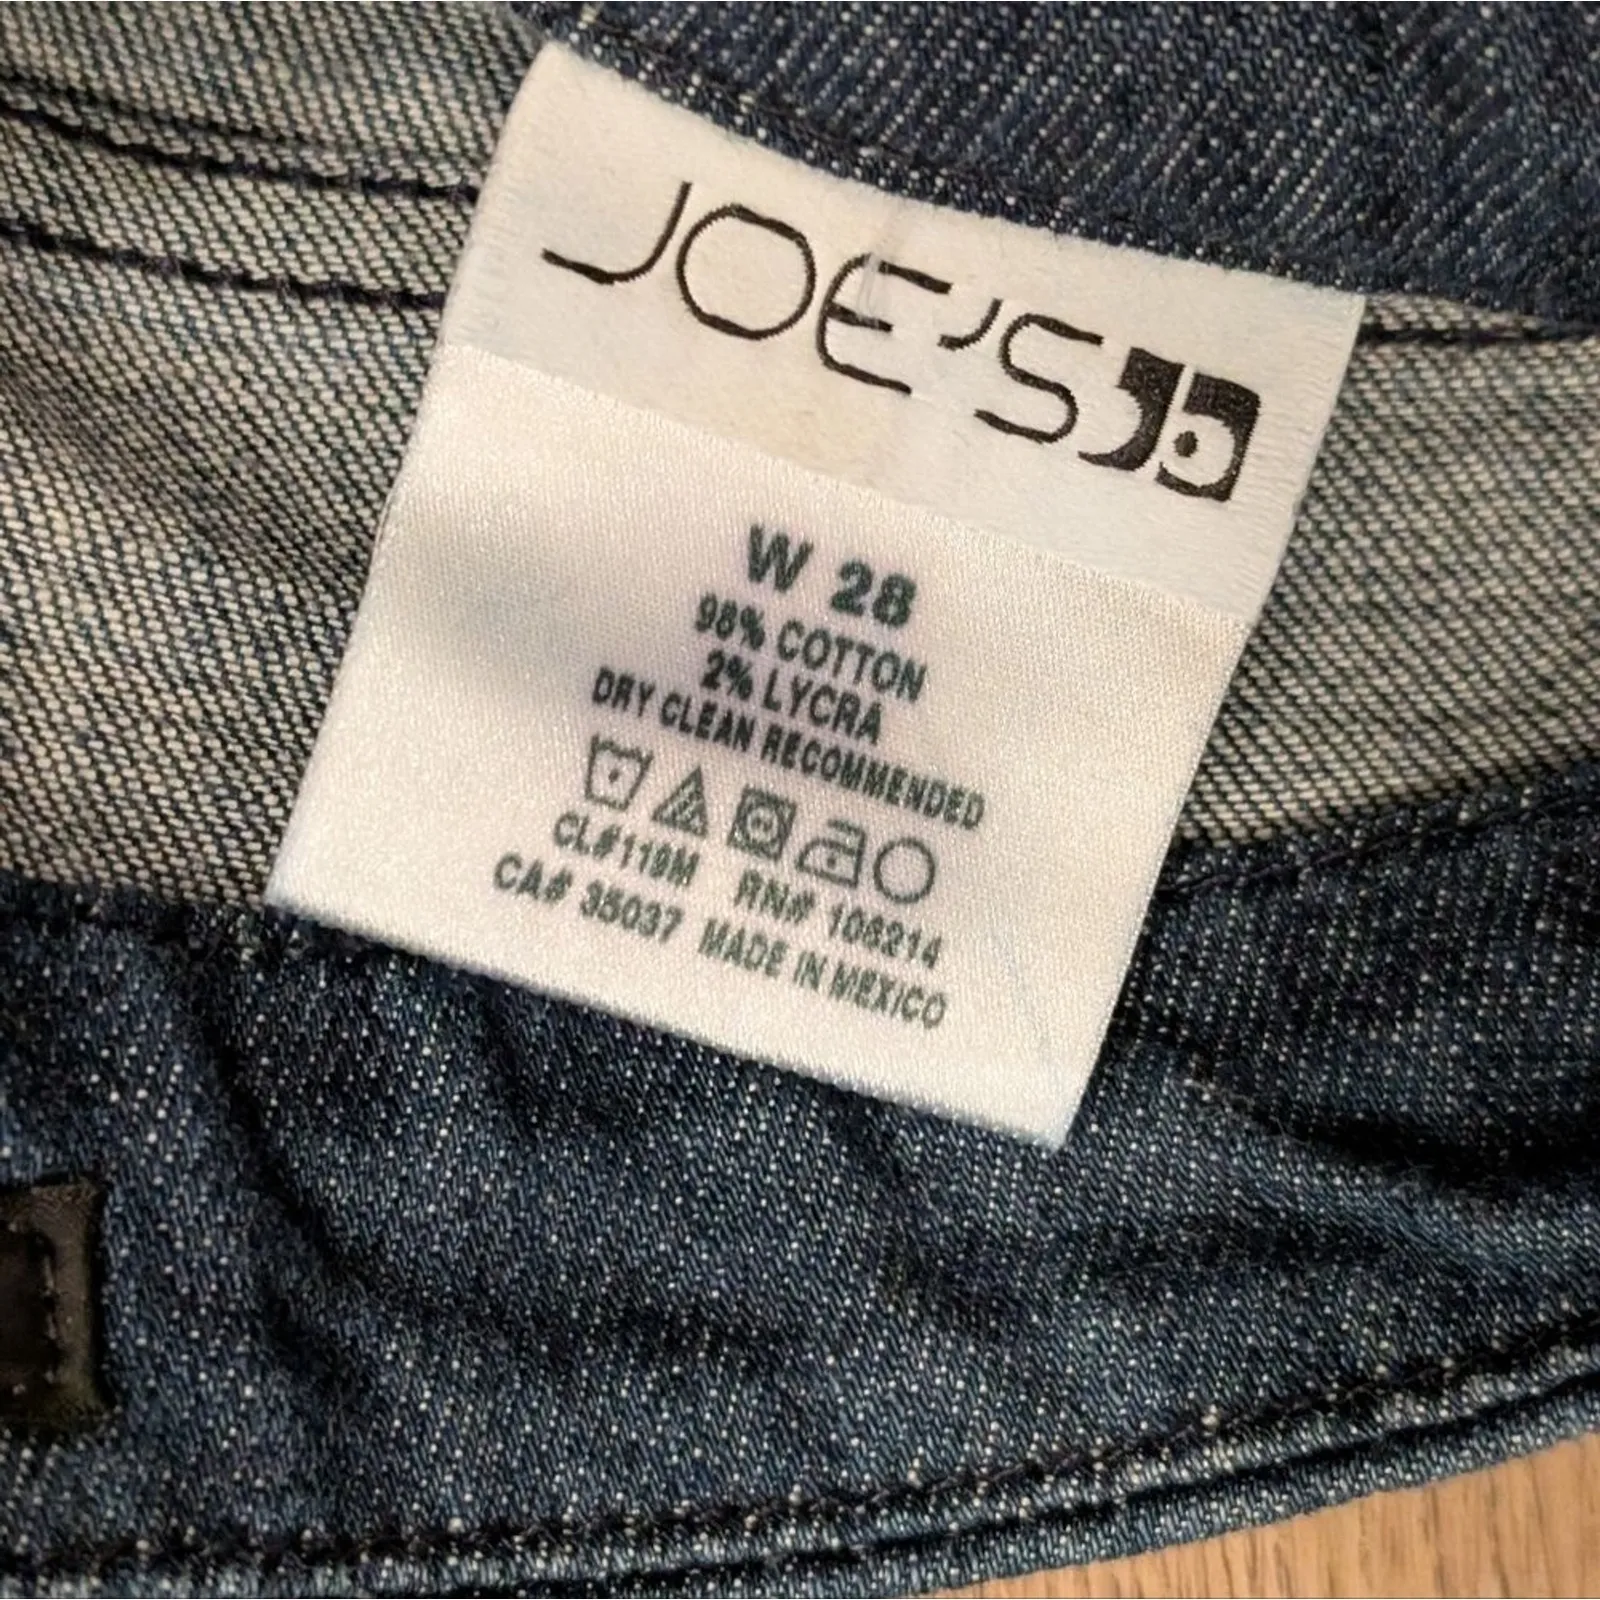 JOE'S
W 28
98% COTTON
2% LYCRA
DRY CLEAN RECOMMENDED
CL#119M RN# 106214
CA# 35037 MADE IN MEXICO